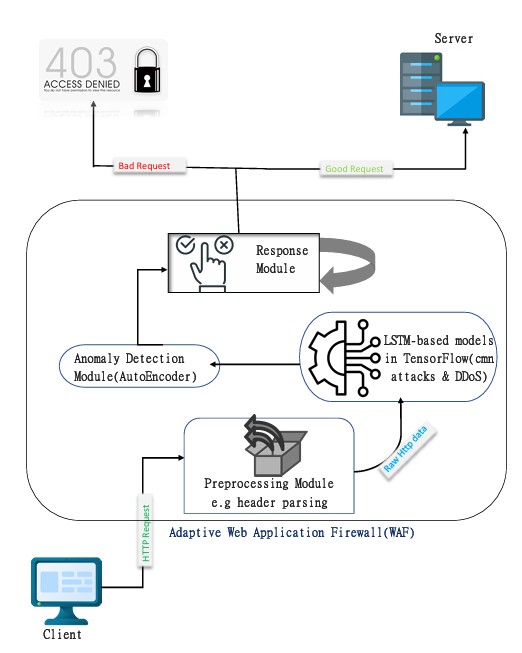 403
ACCESS DENIED
You do not have permission to view this resource
Server
Bad Request
Good Request
Response
Module
Anomaly Detection
Module(AutoEncoder)
LSTM-based models
in TensorFlow(cmn
attacks & DDoS)
Raw Http data
Preprocessing Module
e.g header parsing
HTTP Request
Adaptive Web Application Firewall(WAF)
Client